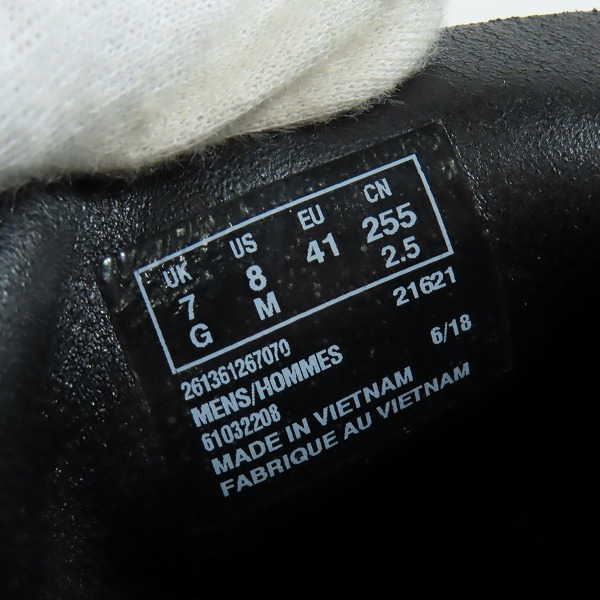 UK US EU CN
7 8 41 255
G M 2.5
21621
261361267070 6/18
MENS/HOMMES
61032208
MADE IN VIETNAM
FABRIQUE AU VIETNAM